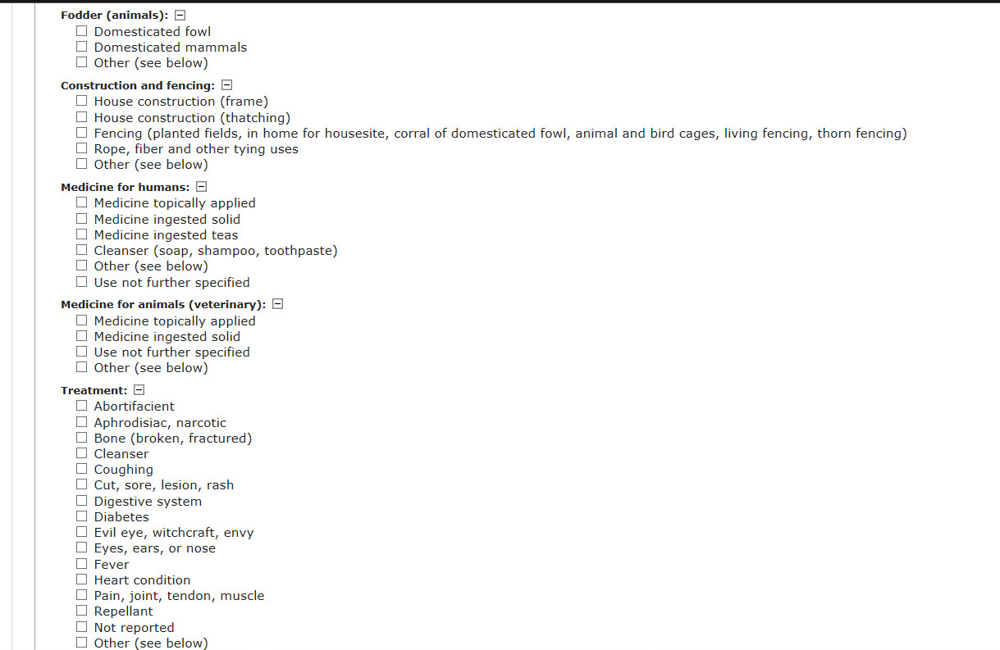 Fodder (animals):
Domesticated fowl
Domesticated mammals
Other (see below)
Construction and fencing:
House construction (frame)
House construction (thatching)
Fencing (planted fields, in home for housesite, corral of domesticated fowl, animal and bird cages, living fencing, thorn fencing)
Rope, fiber and other tying uses
Other (see below)
Medicine for humans:
Medicine topically applied
Medicine ingested solid
Medicine ingested teas
Cleanser (soap, shampoo, toothpaste)
Other (see below)
Use not further specified
Medicine for animals (veterinary):
Medicine topically applied
Medicine ingested solid
Use not further specified
Other (see below)
Treatment:
Abortifacient
Aphrodisiac, narcotic
Bone (broken, fractured)
Cleanser
Coughing
Cut, sore, lesion, rash
Digestive system
Diabetes
Evil eye, witchcraft, envy
Eyes, ears, or nose
Fever
Heart condition
Pain, joint, tendon, muscle
Repellant
Not reported
Other (see below)